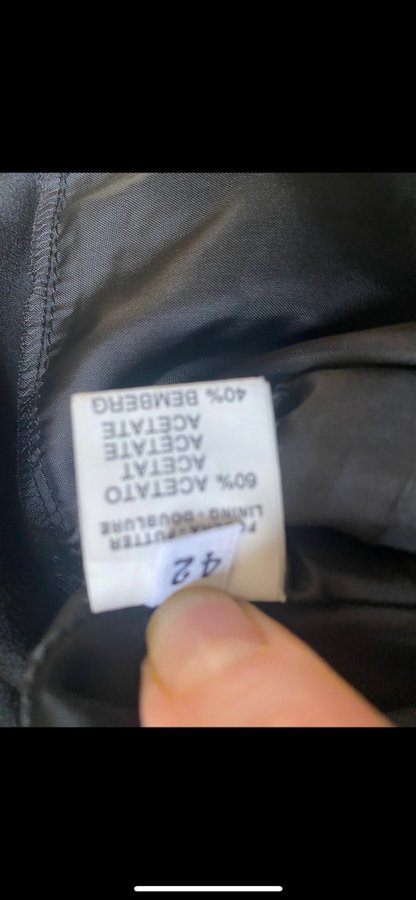 42
FUTTER
LINING - DOUBLURE
60% ACETATO
ACETAT
ACETATE
ACETATE
40% BEMBERG